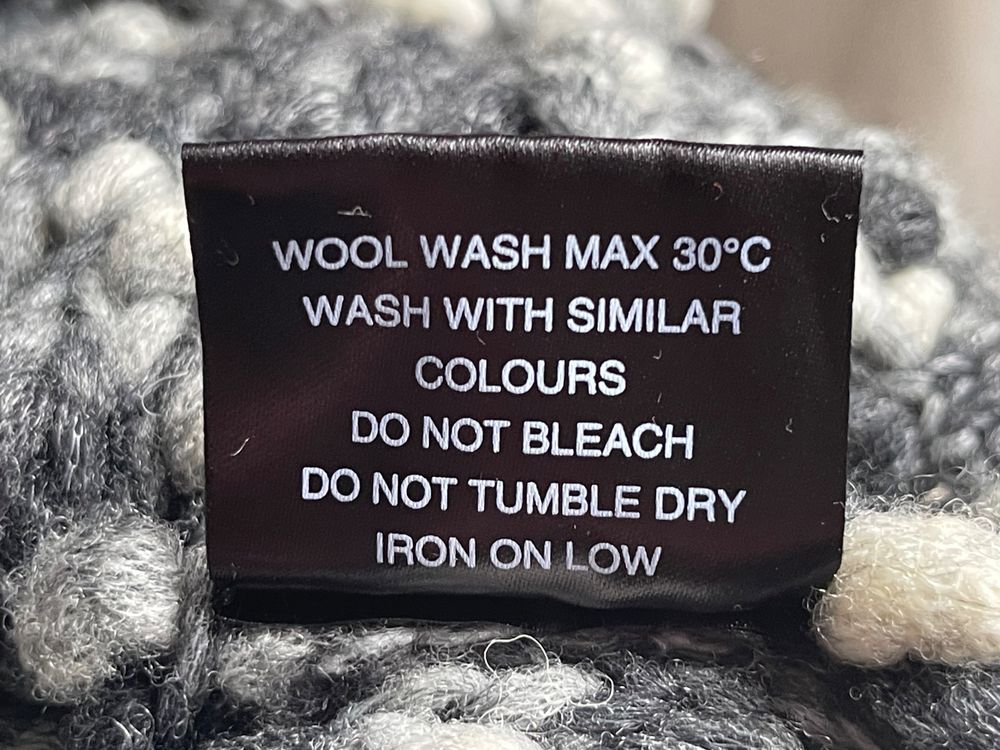 WOOL WASH MAX 30°C
WASH WITH SIMILAR
COLOURS
DO NOT BLEACH
DO NOT TUMBLE DRY
IRON ON LOW